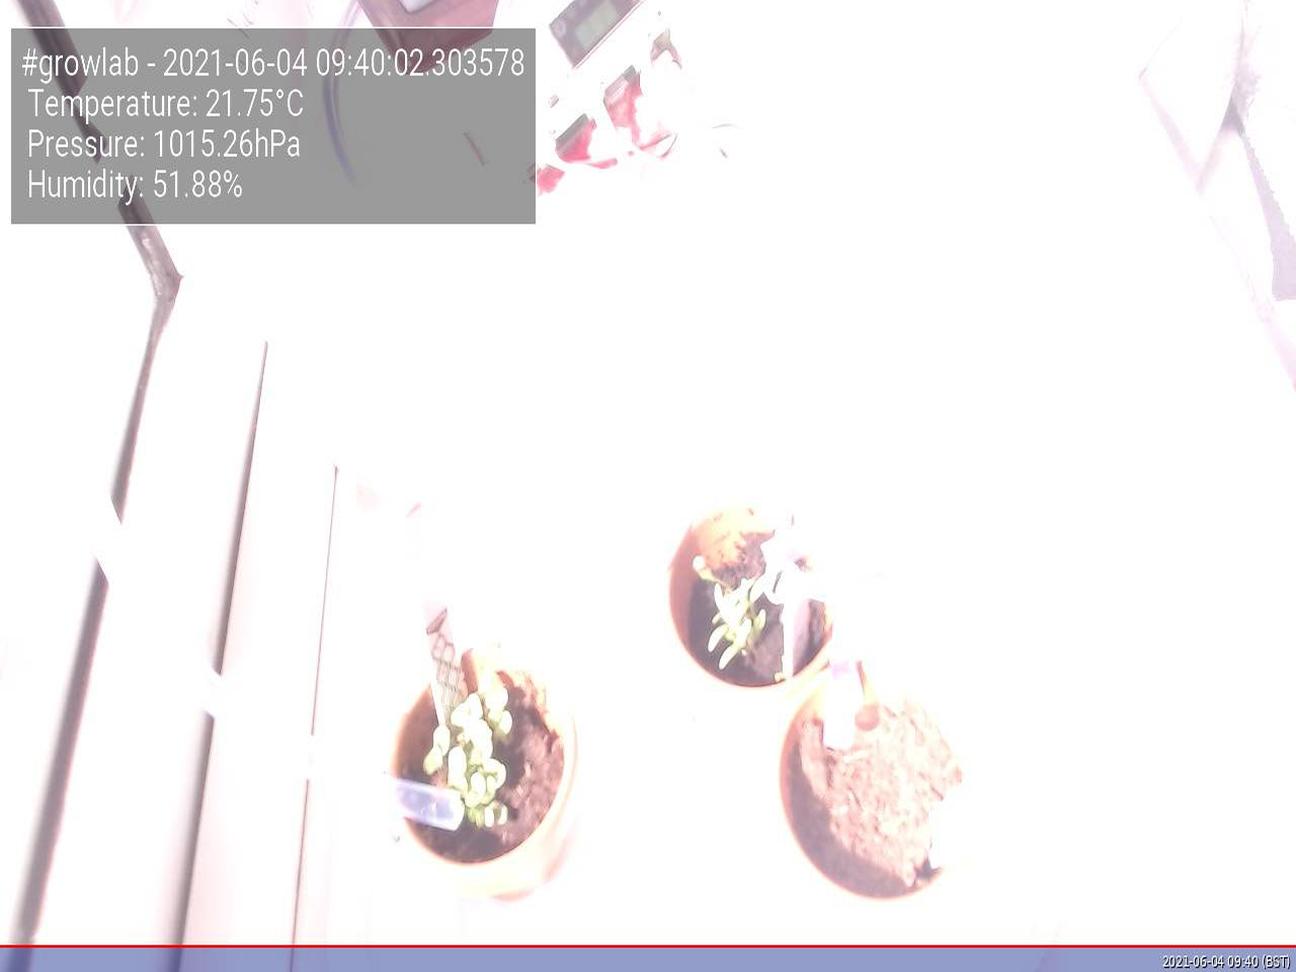 #growlab - 2021-06-04 09:40:02.303578
Temperature: 21.75°C
Pressure: 1015.26hPa
Humidity: 51.88%
2021-06-04 09:40 (BST)